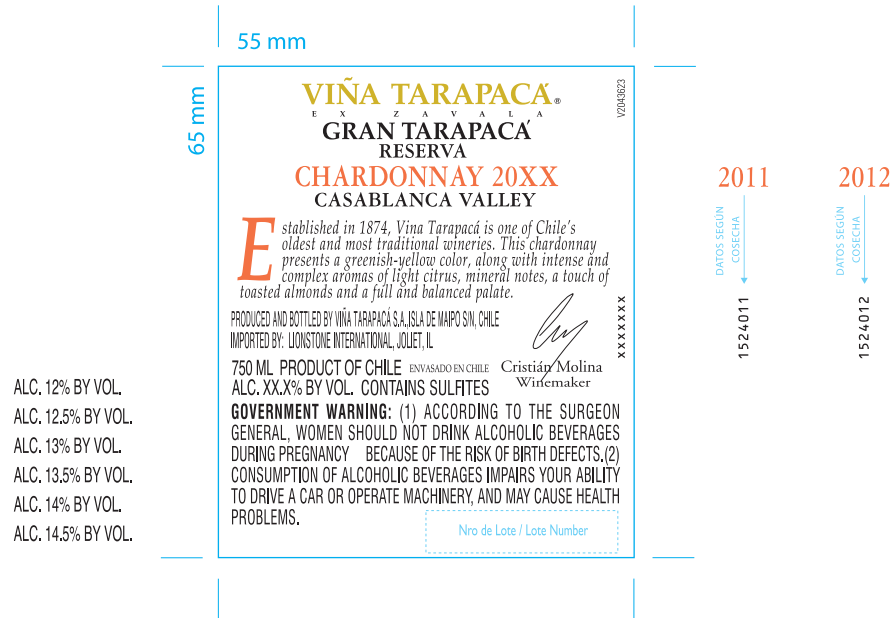 55 mm
65 mm
VIÑA TARAPACÁ®
EX ZAVALA
GRAN TARAPACÁ
RESERVA
CHARDONNAY 20XX
CASABLANCA VALLEY
Established in 1874, Vina Tarapacá is one of Chile's
oldest and most traditional wineries. This chardonnay
presents a greenish-yellow color, along with intense and
complex aromas of light citrus, mineral notes, a touch of
toasted almonds and a full and balanced palate.
PRODUCED AND BOTTLED BY VIÑA TARAPACÁ S.A.,ISLA DE MAIPO S/N, CHILE
IMPORTED BY: LIONSTONE INTERNATIONAL, JOLIET, IL
750 ML PRODUCT OF CHILE ENVASADO EN CHILE
ALC. XX.X% BY VOL. CONTAINS SULFITES
Cristián Molina
Winemaker
GOVERNMENT WARNING: (1) ACCORDING TO THE SURGEON
GENERAL, WOMEN SHOULD NOT DRINK ALCOHOLIC BEVERAGES
DURING PREGNANCY BECAUSE OF THE RISK OF BIRTH DEFECTS.(2)
CONSUMPTION OF ALCOHOLIC BEVERAGES IMPAIRS YOUR ABILITY
TO DRIVE A CAR OR OPERATE MACHINERY, AND MAY CAUSE HEALTH
PROBLEMS.
Nro de Lote / Lote Number
V2043623
XXXXXXX
ALC. 12% BY VOL.
ALC. 12.5% BY VOL.
ALC. 13% BY VOL.
ALC. 13.5% BY VOL.
ALC. 14% BY VOL.
ALC. 14.5% BY VOL.
2011
DATOS SEGÚN
COSECHA
1524011
2012
DATOS SEGÚN
COSECHA
1524012